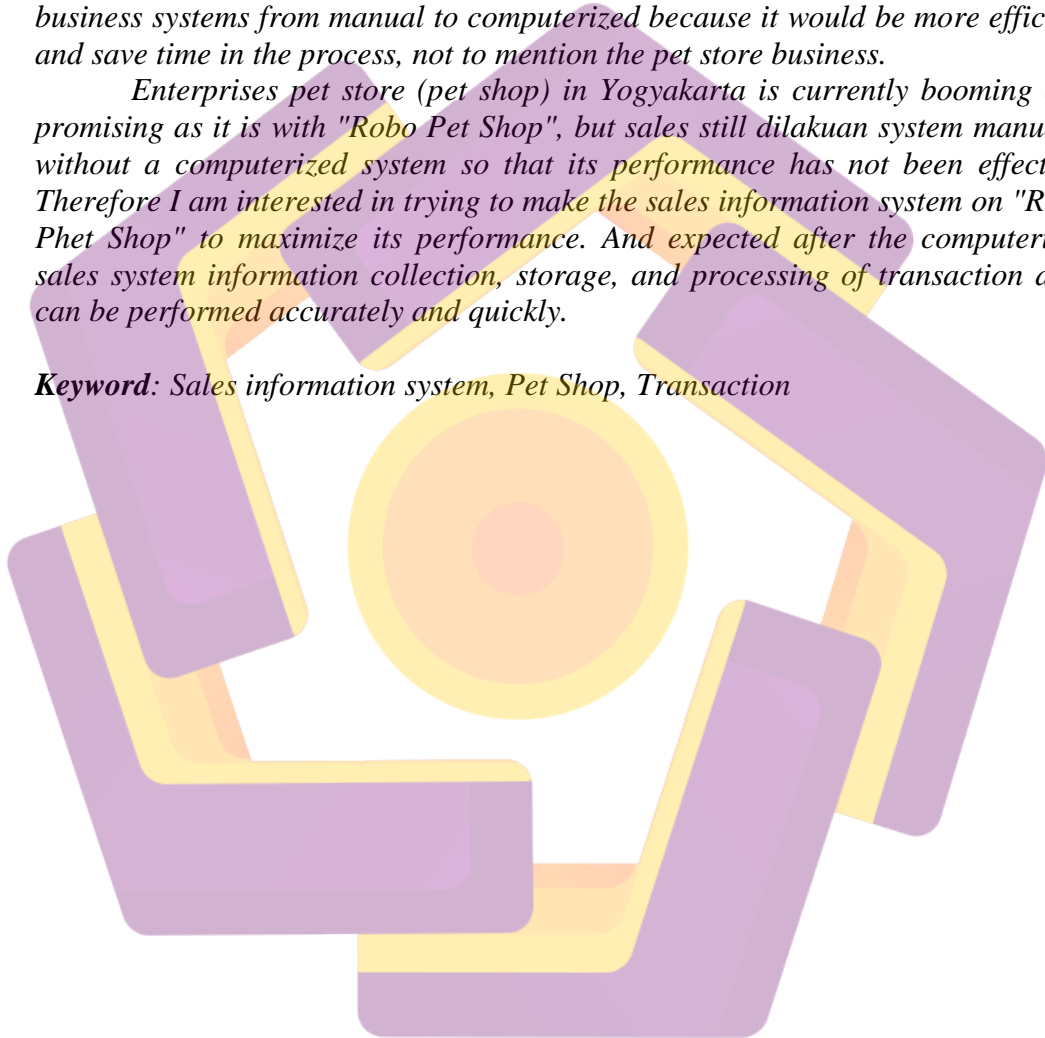 business systems from manual to computerized because it would be more effic
and save time in the process, not to mention the pet store business.
Enterprises pet store (pet shop) in Yogyakarta is currently booming
promising as it is with "Robo Pet Shop", but sales still dilakuan system manu
without a computerized system so that its performance has not been effect
Therefore I am interested in trying to make the sales information system on "R
Phet Shop" to maximize its performance. And expected after the computer
sales system information collection, storage, and processing of transaction
can be performed accurately and quickly.
Keyword: Sales information system, Pet Shop, Transaction